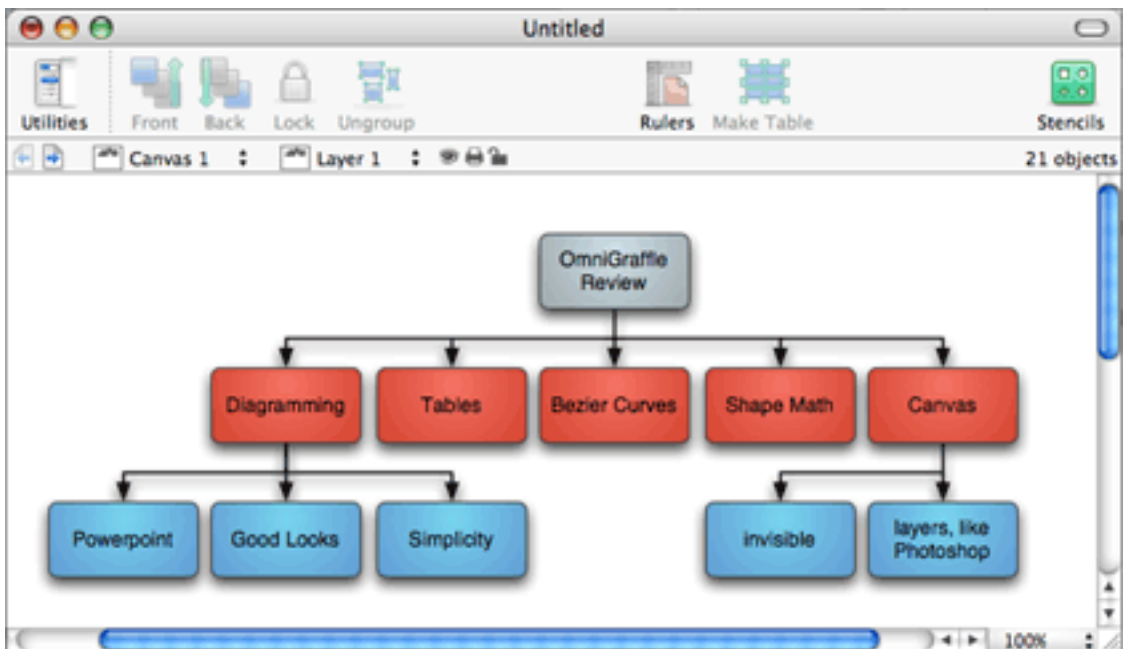 Untitled
Utilities Front Back Lock Ungroup Rulers Make Table Stencils
Canvas 1 Layer 1 21 objects
OmniGraffle
Review
Diagramming Tables Bezier Curves Shape Math Canvas
Powerpoint Good Looks Simplicity invisible layers, like
Photoshop
100%